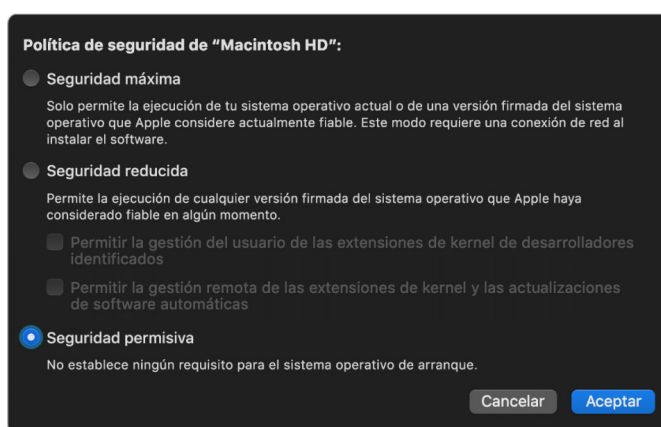 Política de seguridad de “Macintosh HD”:
Seguridad máxima
Solo permite la ejecución de tu sistema operativo actual o de una versión firmada del sistema
operativo que Apple considere actualmente fiable. Este modo requiere una conexión de red al
instalar el software.
Seguridad reducida
Permite la ejecución de cualquier versión firmada del sistema operativo que Apple haya
considerado fiable en algún momento.
Permitir la gestión del usuario de las extensiones de kernel de desarrolladores
identificados
Permitir la gestión remota de las extensiones de kernel y las actualizaciones
de software automáticas
Seguridad permisiva
No establece ningún requisito para el sistema operativo de arranque.
Cancelar Aceptar